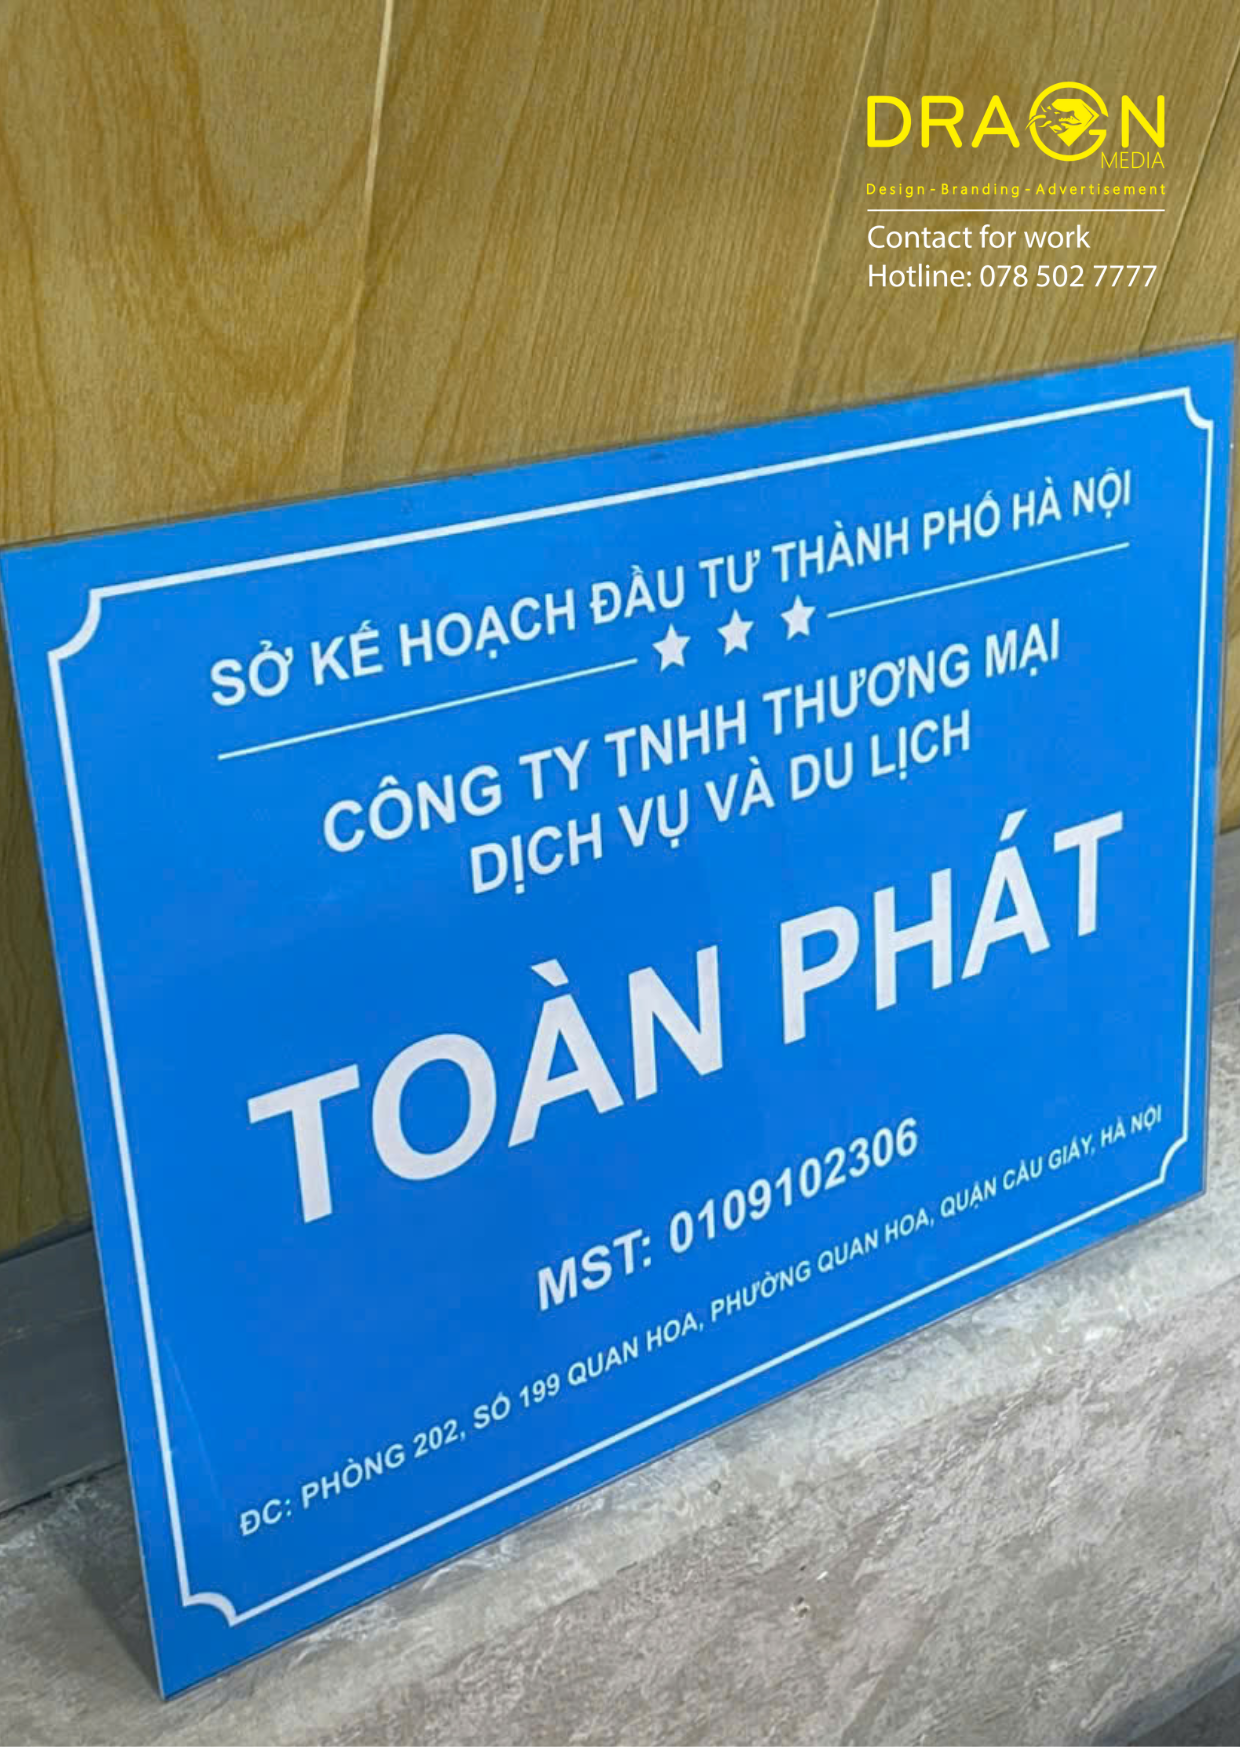 DRAGON
MEDIA
Design - Branding - Advertisement
Contact for work
Hotline: 078 502 7777
SỞ KẾ HOẠCH ĐẦU TƯ THÀNH PHỐ HÀ NỘI
CÔNG TY TNHH THƯƠNG MẠI
DỊCH VỤ VÀ DU LỊCH
TOÀN PHÁT
MST: 0109102306
ĐC: PHÒNG 202, SỐ 199 QUAN HOA, PHƯỜNG QUAN HOA, QUẬN CẦU GIẤY, HÀ NỘI